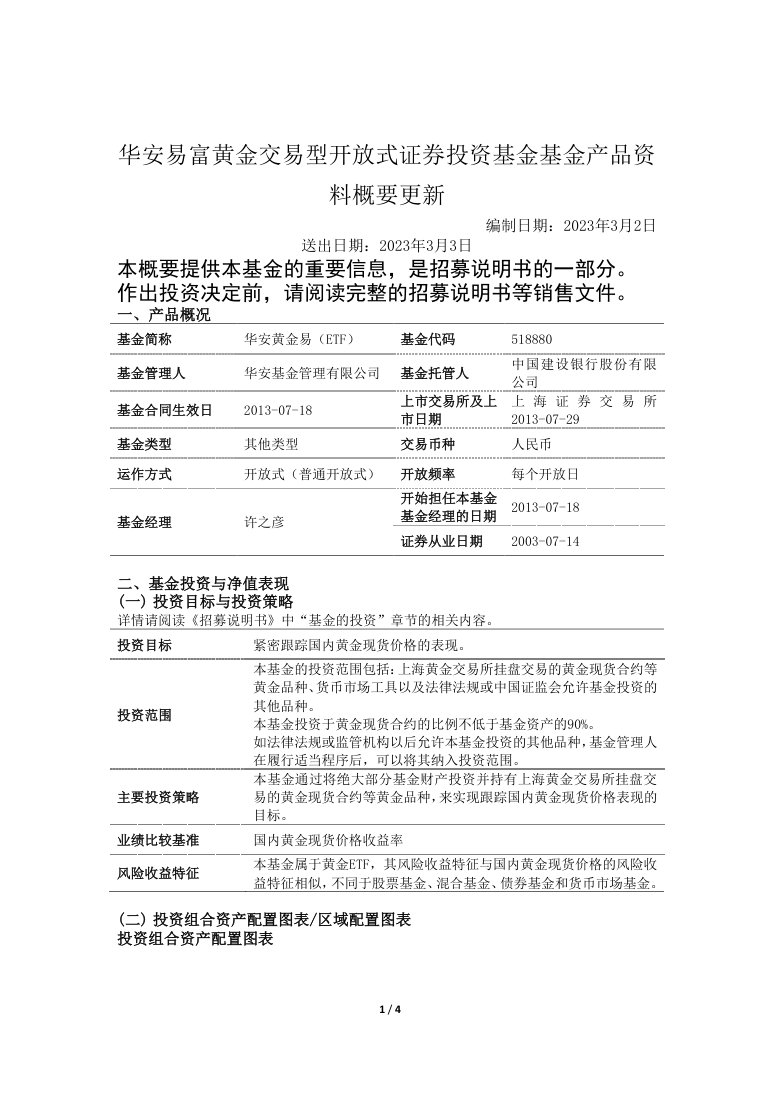 华安易富黄金交易型开放式证券投资基金基金产品资
料概要更新
编制日期：2023年3月2日
送出日期：2023年3月3日
本概要提供本基金的重要信息，是招募说明书的一部分。
作出投资决定前，请阅读完整的招募说明书等销售文件。
一、产品概况
基金简称 华安黄金易（ETF） 基金代码 518880
基金管理人 华安基金管理有限公司 基金托管人 中国建设银行股份有限
公司
基金合同生效日 2013-07-18 上市交易所及上
市日期 上海证券交易所
2013-07-29
基金类型 其他类型 交易币种 人民币
运作方式 开放式（普通开放式） 开放频率 每个开放日
基金经理 许之彦 开始担任本基金
基金经理的日期 2013-07-18
证券从业日期 2003-07-14
二、基金投资与净值表现
(一) 投资目标与投资策略
详情请阅读《招募说明书》中“基金的投资”章节的相关内容。
投资目标 紧密跟踪国内黄金现货价格的表现。
投资范围 本基金的投资范围包括：上海黄金交易所挂盘交易的黄金现货合约等
黄金品种、货币市场工具以及法律法规或中国证监会允许基金投资的
其他品种。
本基金投资于黄金现货合约的比例不低于基金资产的90%。
如法律法规或监管机构以后允许本基金投资的其他品种，基金管理人
在履行适当程序后，可以将其纳入投资范围。
主要投资策略 本基金通过将绝大部分基金财产投资并持有上海黄金交易所挂盘交
易的黄金现货合约等黄金品种，来实现跟踪国内黄金现货价格表现的
目标。
业绩比较基准 国内黄金现货价格收益率
风险收益特征 本基金属于黄金ETF，其风险收益特征与国内黄金现货价格的风险收
益特征相似，不同于股票基金、混合基金、债券基金和货币市场基金。
(二) 投资组合资产配置图表/区域配置图表
投资组合资产配置图表
1 / 4